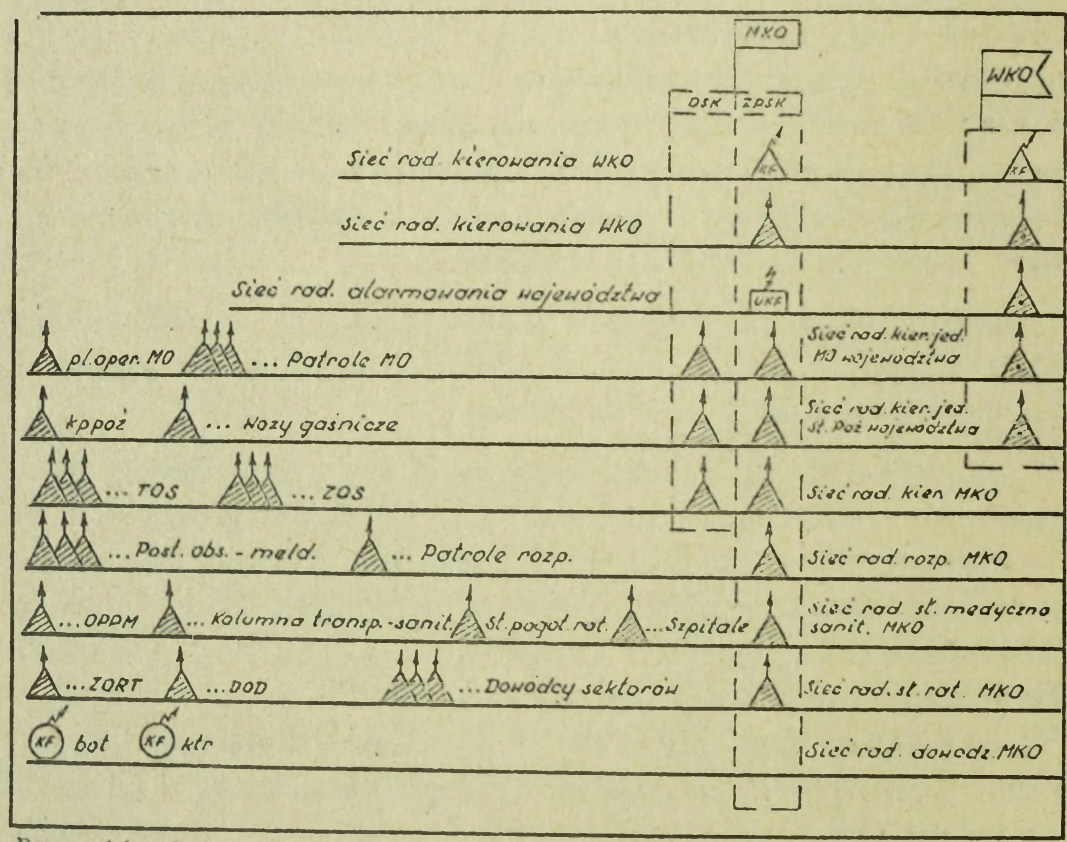 MKO
WKO
DSK ZPSK
Sieć rad. kierowania WKO KF KF
Sieć rad. kierowania WKO
Sieć rad. alarmowania województwa UKF
pl. oper. MO ... Patrole MO Sieć rad. kier. jed.
MO województwa
kppoż ... Wozy gaśnicze Sieć rad. kier. jed.
st. Poż województwa
... TOS ... ZOS Sieć rad. kier. MKO
... Post. obs. - meld. ... Patrole rozp. Sieć rad. rozp. MKO
... OPPM ... Kolumna transp.-sanit. St. pogot. rat. ... Szpitale Sieć rad. st. medyczno
sanit. MKO
... ZORT ... DOD ... Dowódcy sektorów Sieć rad. st. rat. MKO
KF bot KF ktr Sieć rad. dowodz. MKO